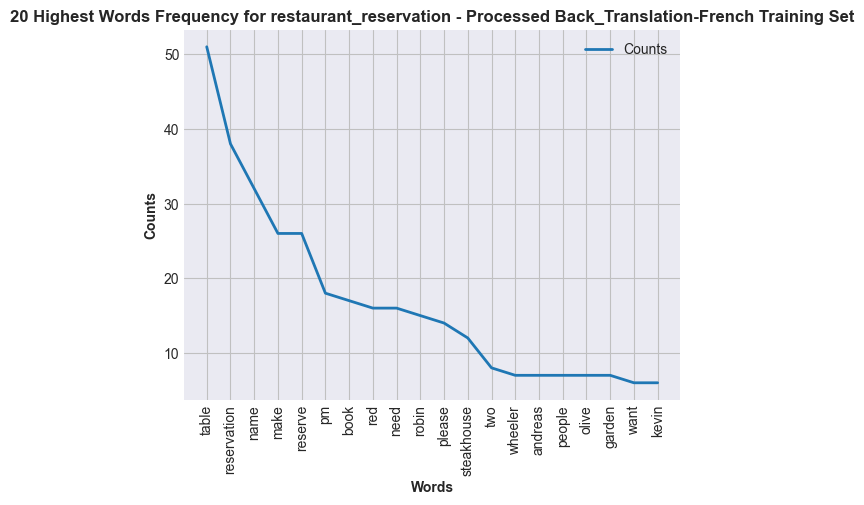 20 Highest Words Frequency for restaurant_reservation - Processed Back_Translation-French Training Set
Counts
50
40
30
20
10
Counts
table
reservation
name
make
reserve
pm
book
red
need
robin
please
steakhouse
two
wheeler
andreas
people
olive
garden
want
kevin
Words